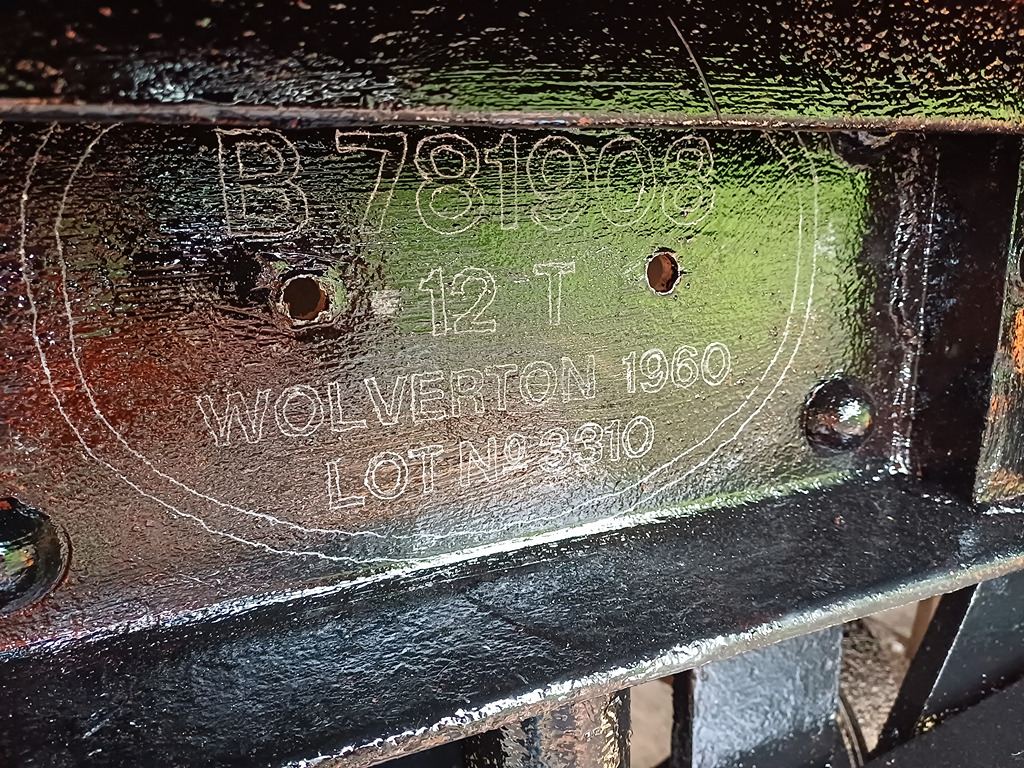 B 781908
12 T
WOLVERTON 1960
LOT Nº 3310